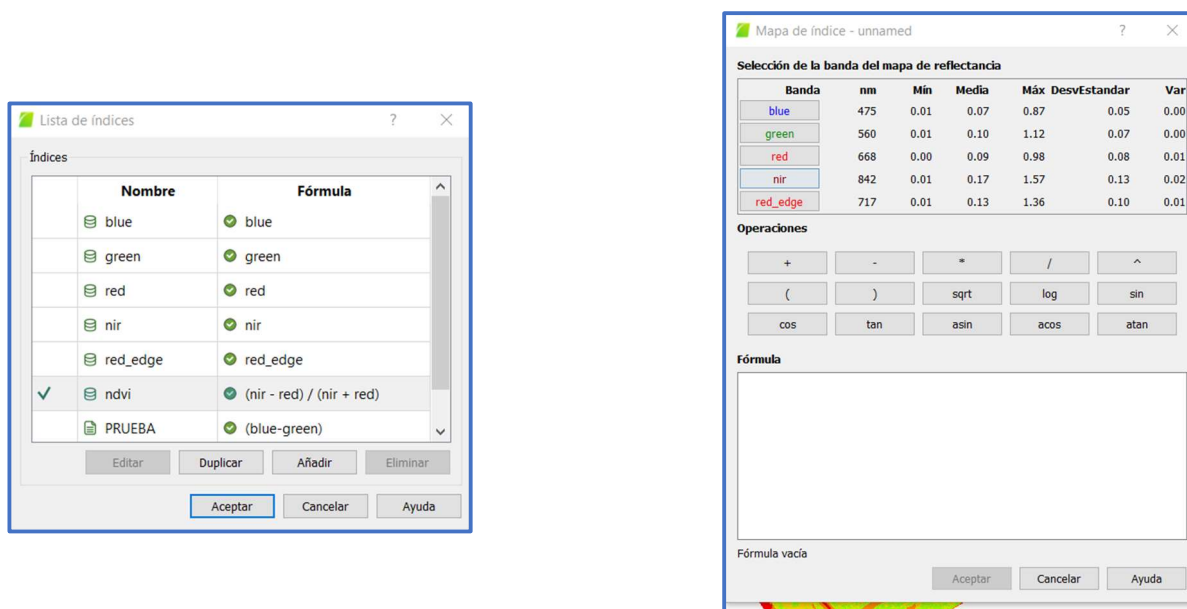 Lista de índices ?
Índices
Nombre Fórmula
blue blue
green green
red red
nir nir
red_edge red_edge
ndvi (nir - red) / (nir + red)
PRUEBA (blue-green)
Editar Duplicar Añadir Eliminar
Aceptar Cancelar Ayuda
Mapa de índice - unnamed ?
Selección de la banda del mapa de reflectancia
Banda nm Mín Media Máx DesvEstandar Var
blue 475 0.01 0.07 0.87 0.05 0.00
green 560 0.01 0.10 1.12 0.07 0.00
red 668 0.00 0.09 0.98 0.08 0.01
nir 842 0.01 0.17 1.57 0.13 0.02
red_edge 717 0.01 0.13 1.36 0.10 0.01
Operaciones
+ - * / ^
( ) sqrt log sin
cos tan asin acos atan
Fórmula
Fórmula vacía
Aceptar Cancelar Ayuda